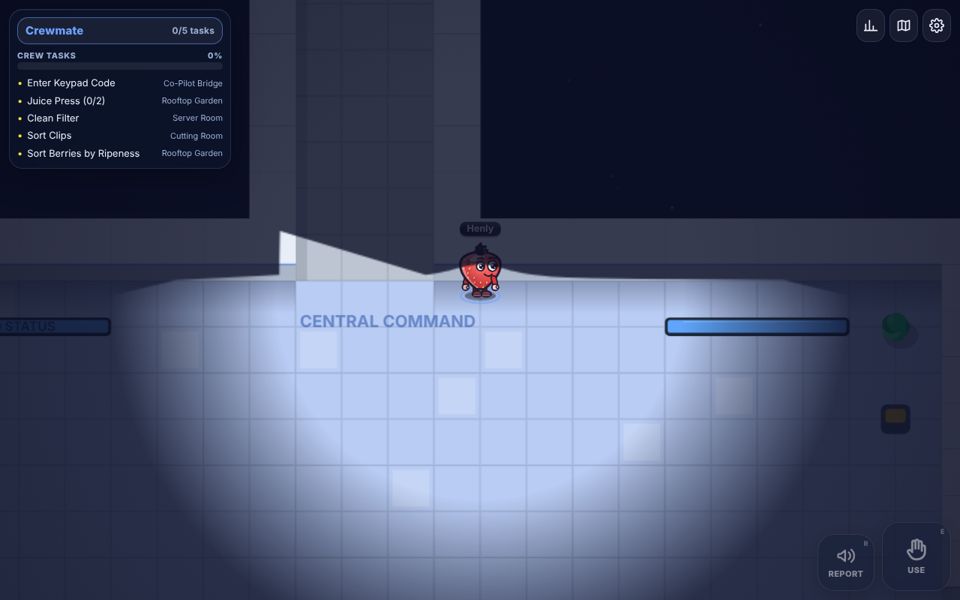 Crewmate 0/5 tasks
CREW TASKS 0%
Enter Keypad Code Co-Pilot Bridge
Juice Press (0/2) Rooftop Garden
Clean Filter Server Room
Sort Clips Cutting Room
Sort Berries by Ripeness Rooftop Garden
Henly
CENTRAL COMMAND
STATUS
R
REPORT
E
USE